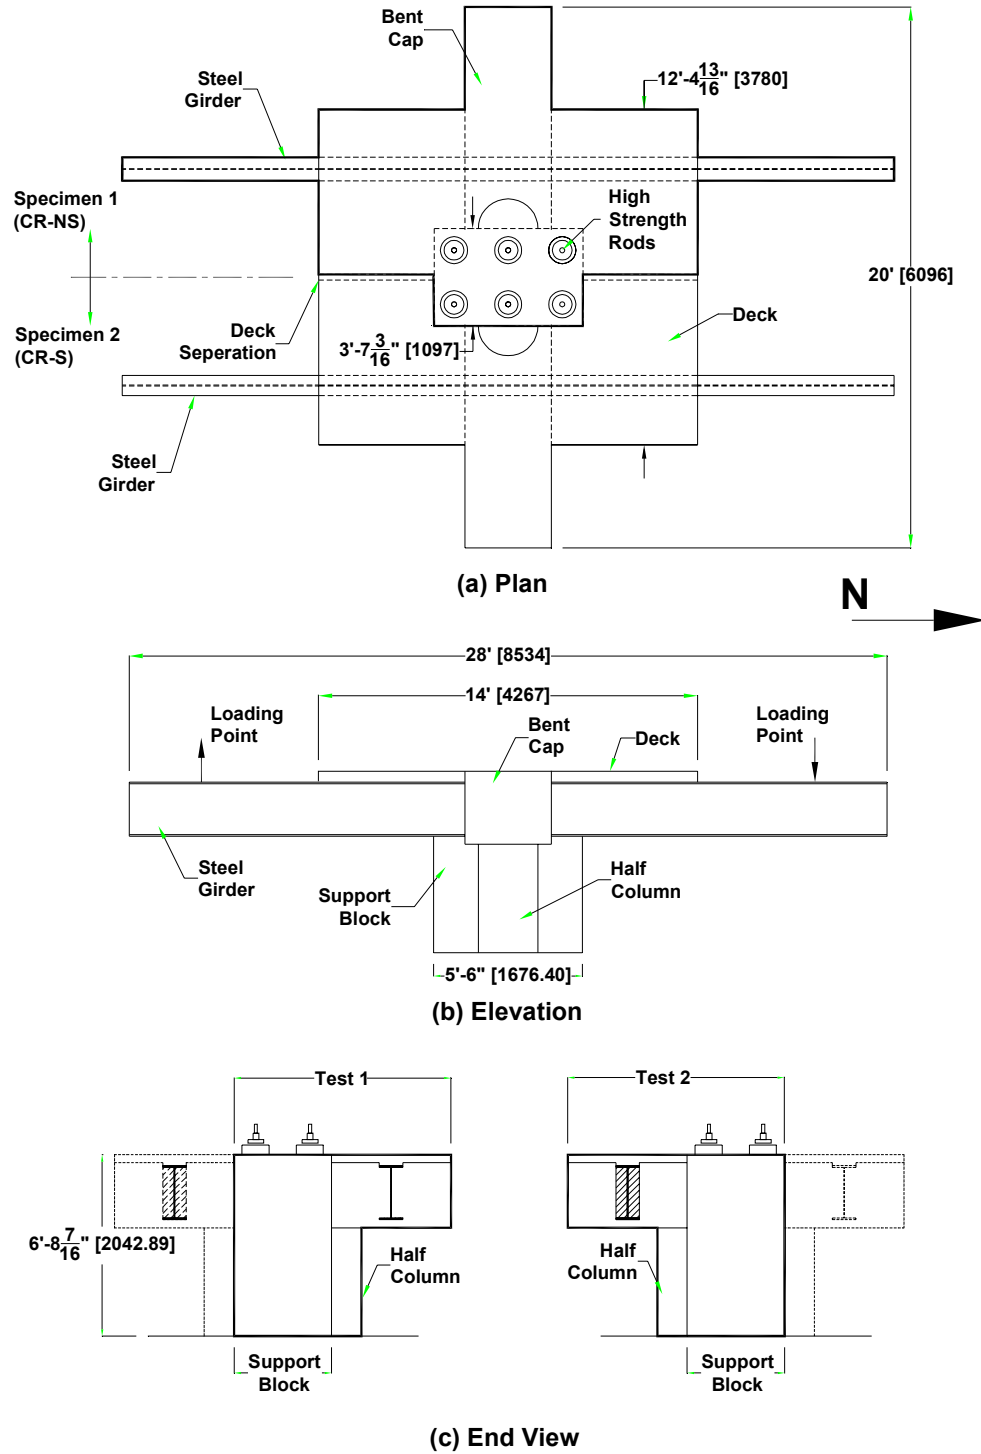 Bent
Cap
Steel
Girder
12'-4 13/16" [3780]
Specimen 1
(CR-NS)
High
Strength
Rods
20' [6096]
Specimen 2
(CR-S)
Deck
Seperation
3'-7 3/16" [1097]
Deck
Steel
Girder
(a) Plan
N
28' [8534]
14' [4267]
Loading
Point
Bent
Cap
Deck
Loading
Point
Steel
Girder
Support
Block
Half
Column
5'-6" [1676.40]
(b) Elevation
Test 1
Test 2
6'-8 7/16" [2042.89]
Half
Column
Half
Column
Support
Block
Support
Block
(c) End View